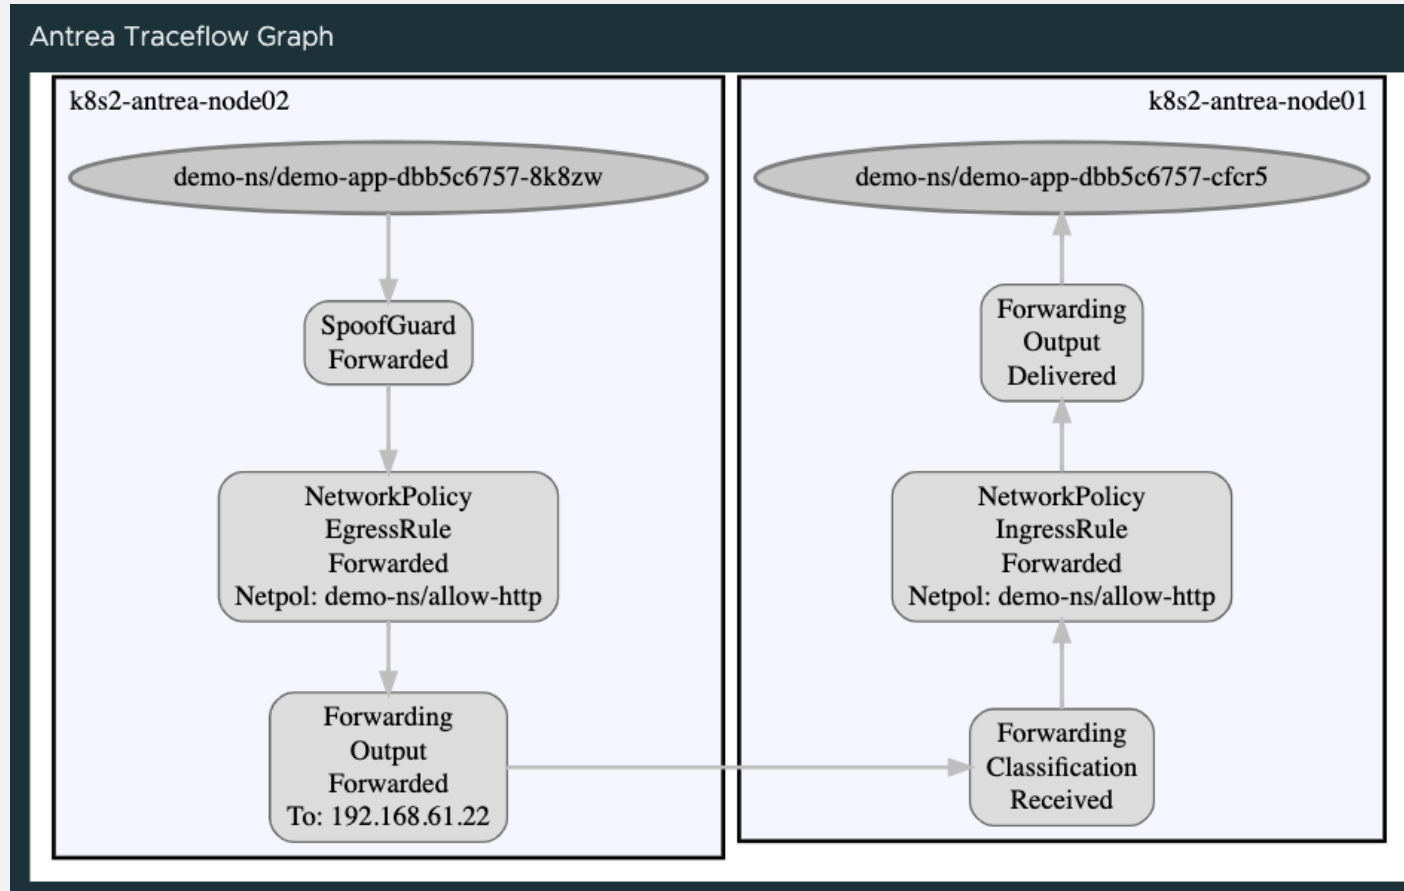 Antrea Traceflow Graph
k8s2-antrea-node02
demo-ns/demo-app-dbb5c6757-8k8zw
SpoofGuard
Forwarded
NetworkPolicy
EgressRule
Forwarded
Netpol: demo-ns/allow-http
Forwarding
Output
Forwarded
To: 192.168.61.22
k8s2-antrea-node01
demo-ns/demo-app-dbb5c6757-cfcr5
Forwarding
Output
Delivered
NetworkPolicy
IngressRule
Forwarded
Netpol: demo-ns/allow-http
Forwarding
Classification
Received